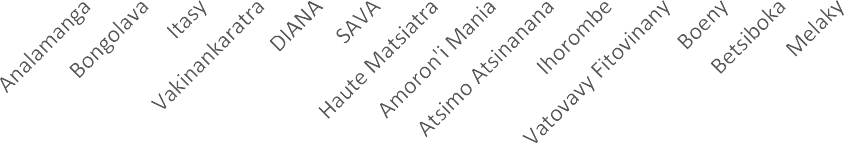 Analamanga
Bongolava
Itasy
Vakinankaratra
DIANA
SAVA
Haute Matsiatra
Amoron'i Mania
Atsimo Atsinanana
Ihorombe
Vatovavy Fitovinany
Boeny
Betsiboka
Melaky